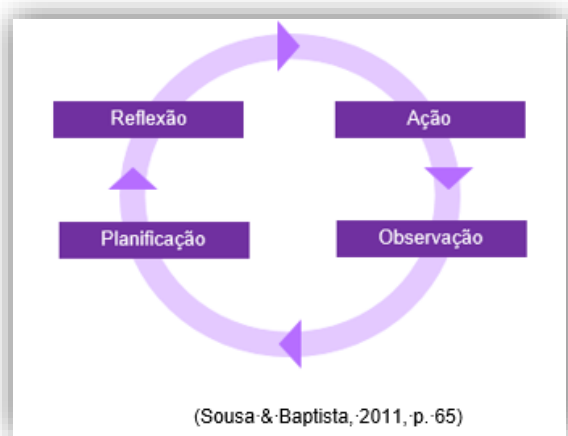 Reflexão
Ação
Planificação
Observação
(Sousa & Baptista, 2011, p. 65)